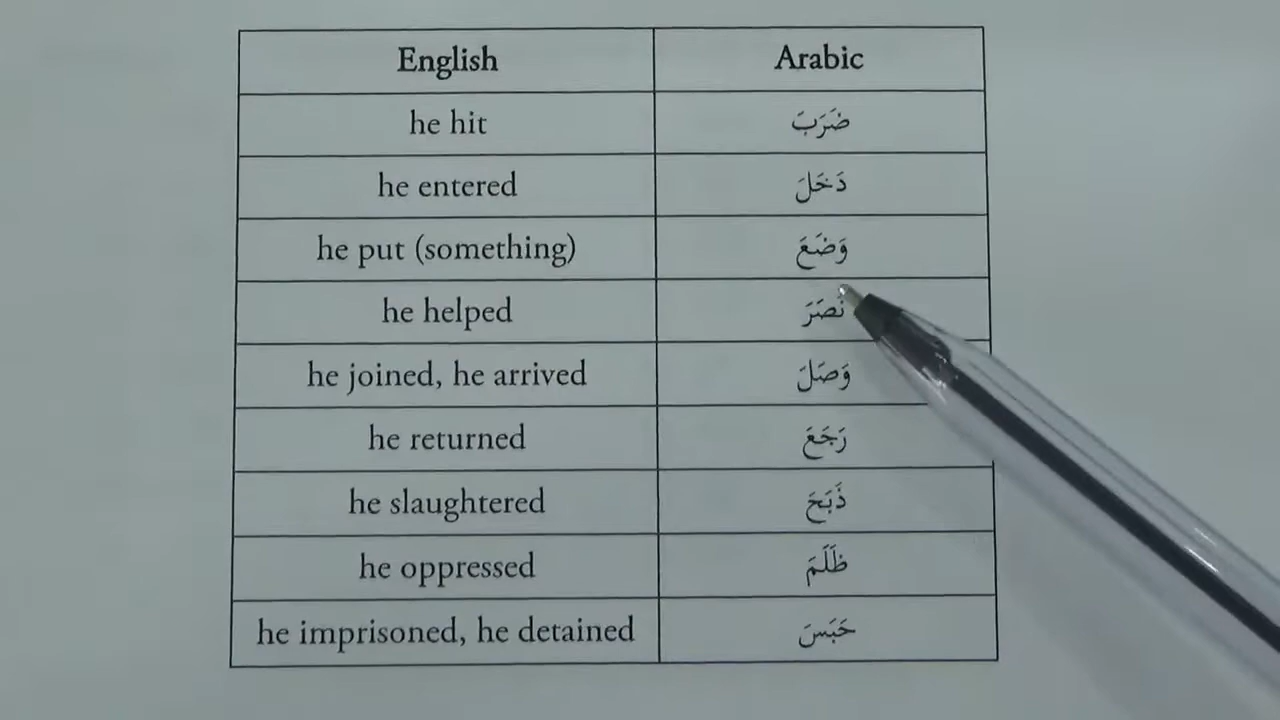 English Arabic
he hit ضَرَبَ
he entered دَخَلَ
he put (something) وَضَعَ
he helped نَصَرَ
he joined, he arrived وَصَلَ
he returned رَجَعَ
he slaughtered ذَبَحَ
he oppressed ظَلَمَ
he imprisoned, he detained حَبَسَ